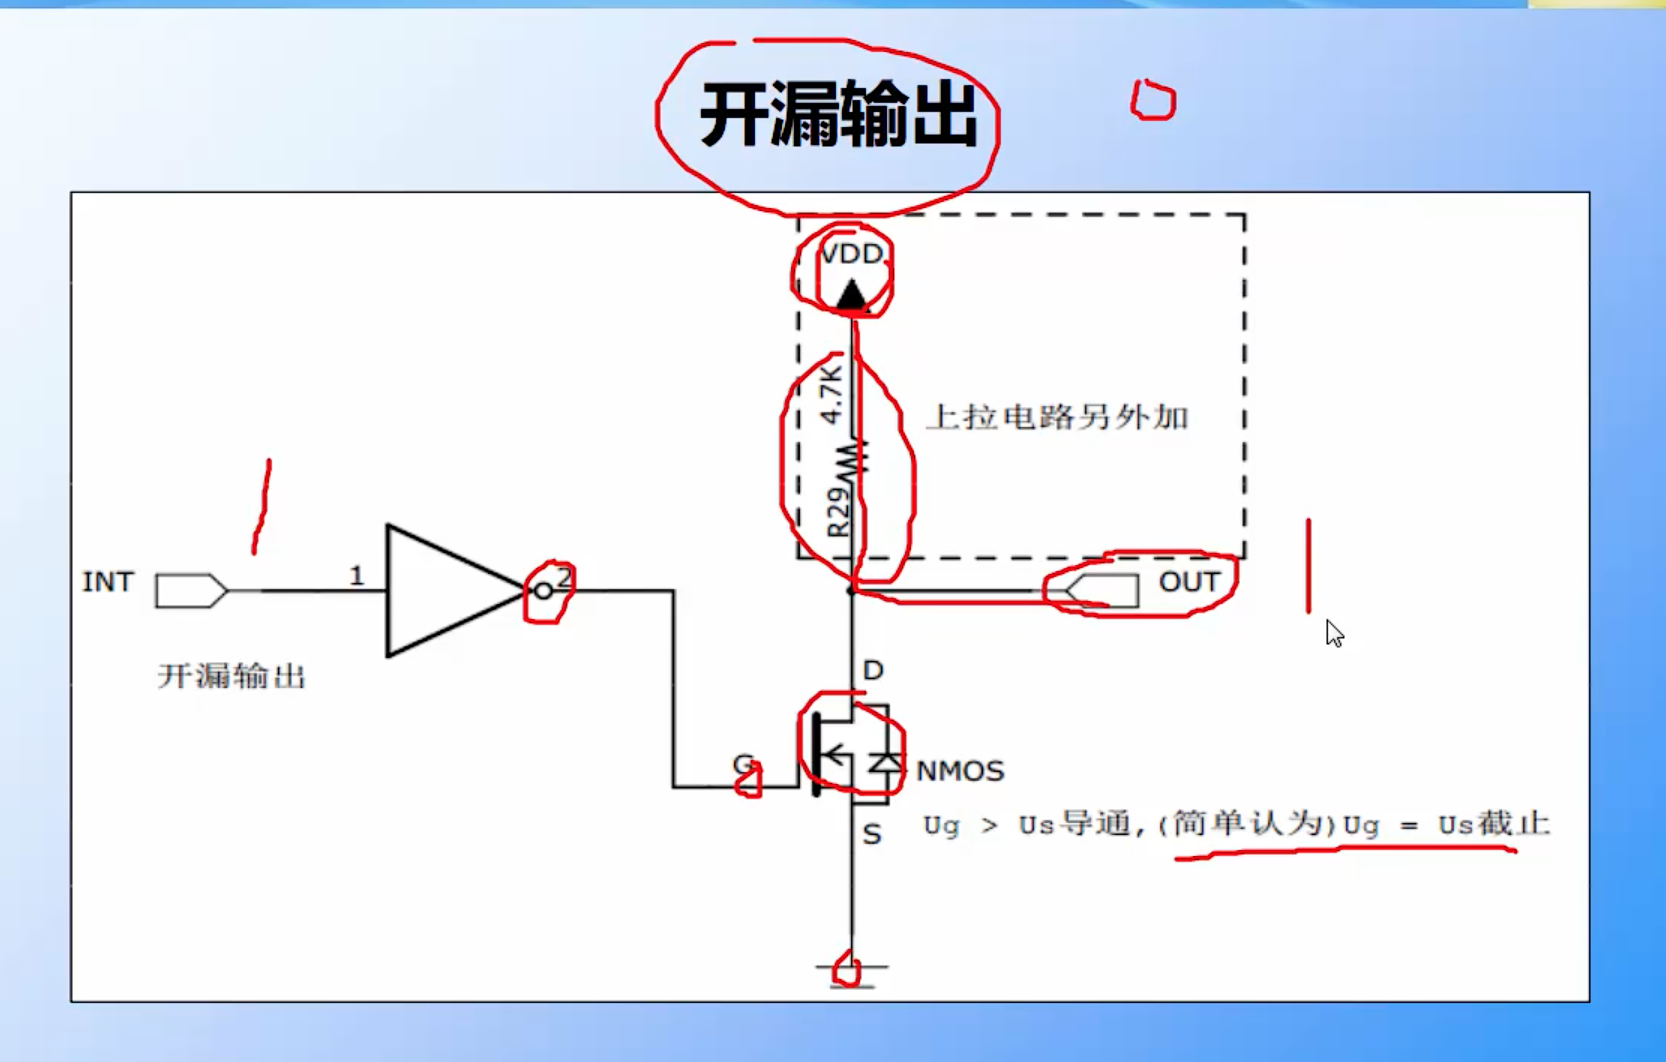 开漏输出
VDD
4.7K
上拉电路另外加
R29
INT
1
2
OUT
开漏输出
D
G
NMOS
S
Ug > Us导通,(简单认为)Ug = Us截止